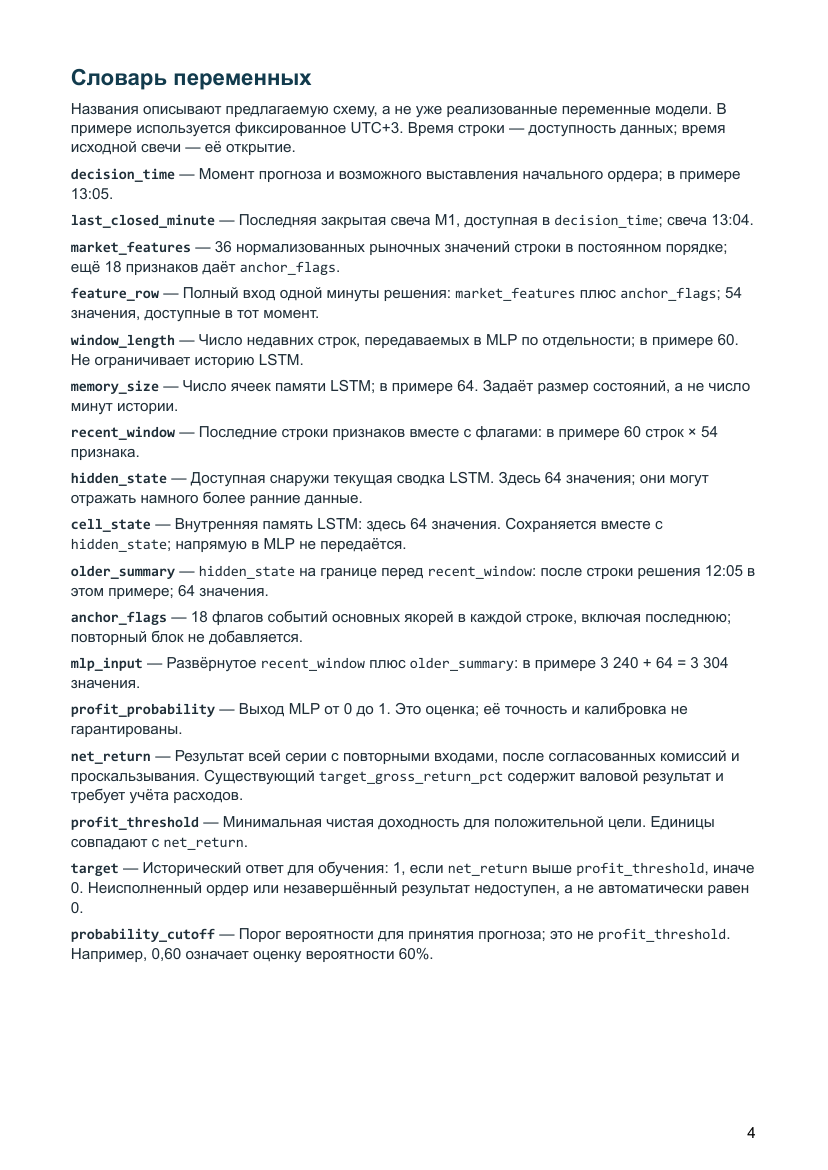 Словарь переменных
Названия описывают предлагаемую схему, а не уже реализованные переменные модели. В
примере используется фиксированное UTC+3. Время строки — доступность данных; время
исходной свечи — её открытие.
decision_time — Момент прогноза и возможного выставления начального ордера; в примере
13:05.
last_closed_minute — Последняя закрытая свеча M1, доступная в decision_time; свеча 13:04.
market_features — 36 нормализованных рыночных значений строки в постоянном порядке;
ещё 18 признаков даёт anchor_flags.
feature_row — Полный вход одной минуты решения: market_features плюс anchor_flags; 54
значения, доступные в тот момент.
window_length — Число недавних строк, передаваемых в MLP по отдельности; в примере 60.
Не ограничивает историю LSTM.
memory_size — Число ячеек памяти LSTM; в примере 64. Задаёт размер состояний, а не число
минут истории.
recent_window — Последние строки признаков вместе с флагами: в примере 60 строк × 54
признака.
hidden_state — Доступная снаружи текущая сводка LSTM. Здесь 64 значения; они могут
отражать намного более ранние данные.
cell_state — Внутренняя память LSTM: здесь 64 значения. Сохраняется вместе с
hidden_state; напрямую в MLP не передаётся.
older_summary — hidden_state на границе перед recent_window: после строки решения 12:05 в
этом примере; 64 значения.
anchor_flags — 18 флагов событий основных якорей в каждой строке, включая последнюю;
повторный блок не добавляется.
mlp_input — Развёрнутое recent_window плюс older_summary: в примере 3 240 + 64 = 3 304
значения.
profit_probability — Выход MLP от 0 до 1. Это оценка; её точность и калибровка не
гарантированы.
net_return — Результат всей серии с повторными входами, после согласованных комиссий и
проскальзывания. Существующий target_gross_return_pct содержит валовой результат и
требует учёта расходов.
profit_threshold — Минимальная чистая доходность для положительной цели. Единицы
совпадают с net_return.
target — Исторический ответ для обучения: 1, если net_return выше profit_threshold, иначе
0. Неисполненный ордер или незавершённый результат недоступен, а не автоматически равен
0.
probability_cutoff — Порог вероятности для принятия прогноза; это не profit_threshold.
Например, 0,60 означает оценку вероятности 60%.
4